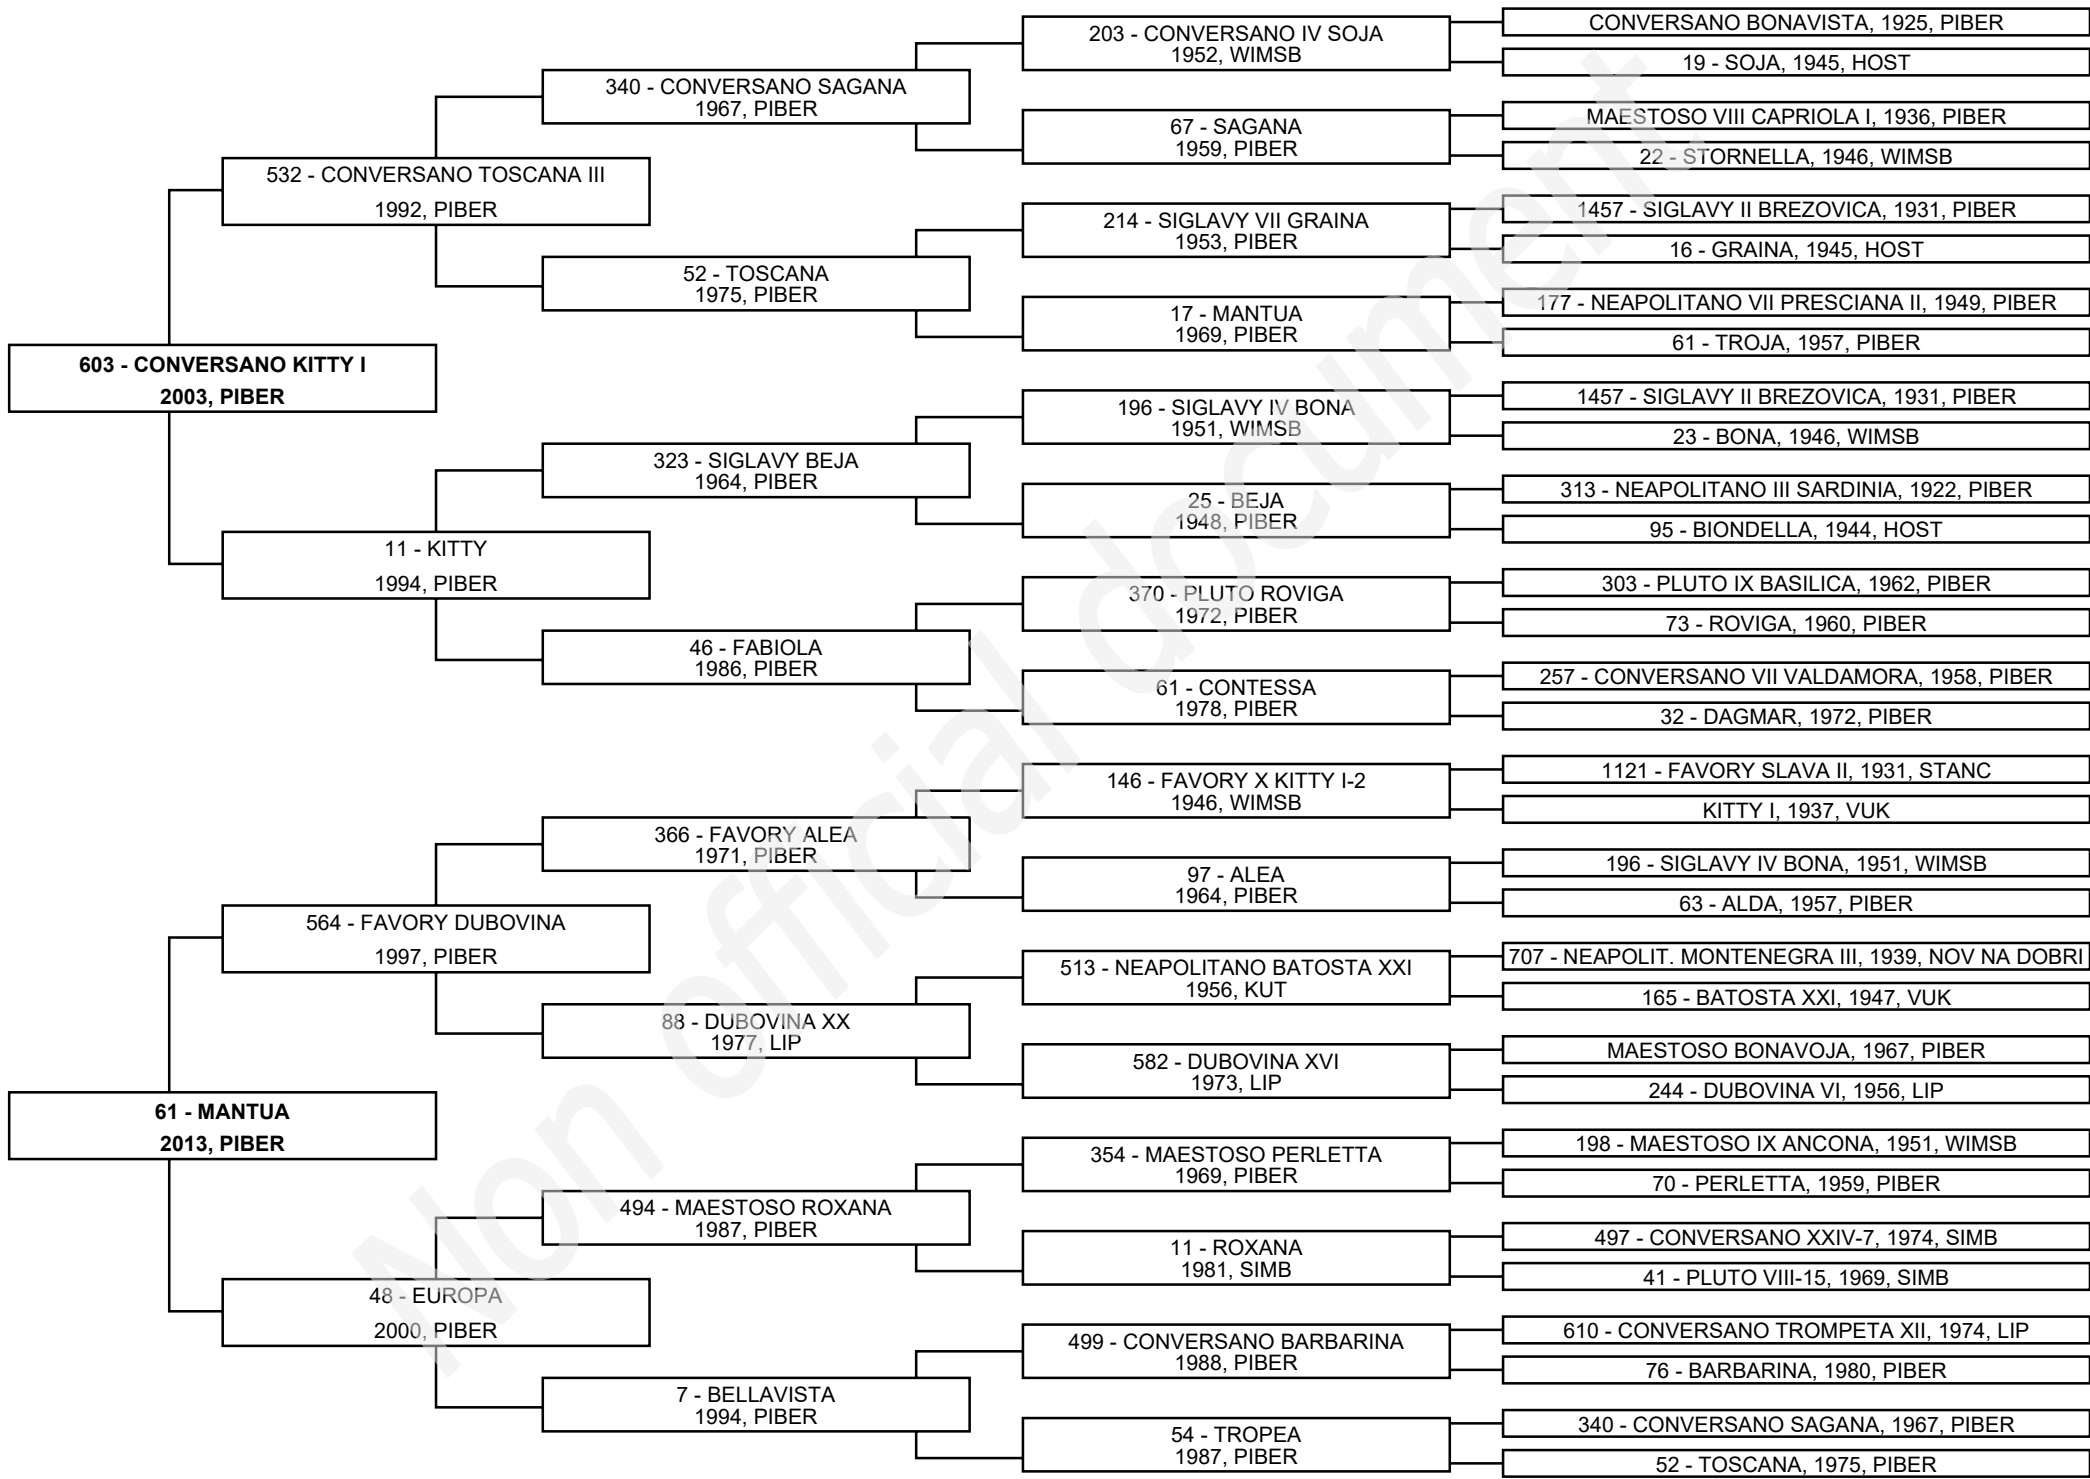 603 - CONVERSANO KITTY I
2003, PIBER
61 - MANTUA
2013, PIBER
532 - CONVERSANO TOSCANA III
1992, PIBER
11 - KITTY
1994, PIBER
564 - FAVORY DUBOVINA
1997, PIBER
48 - EUROPA
2000, PIBER
340 - CONVERSANO SAGANA
1967, PIBER
52 - TOSCANA
1975, PIBER
323 - SIGLAVY BEJA
1964, PIBER
46 - FABIOLA
1986, PIBER
366 - FAVORY ALEA
1971, PIBER
88 - DUBOVINA XX
1977, LIP
494 - MAESTOSO ROXANA
1987, PIBER
7 - BELLAVISTA
1994, PIBER
203 - CONVERSANO IV SOJA
1952, WIMSB
67 - SAGANA
1959, PIBER
214 - SIGLAVY VII GRAINA
1953, PIBER
17 - MANTUA
1969, PIBER
196 - SIGLAVY IV BONA
1951, WIMSB
25 - BEJA
1948, PIBER
370 - PLUTO ROVIGA
1972, PIBER
61 - CONTESSA
1978, PIBER
146 - FAVORY X KITTY I-2
1946, WIMSB
97 - ALEA
1964, PIBER
513 - NEAPOLITANO BATOSTA XXI
1956, KUT
582 - DUBOVINA XVI
1973, LIP
354 - MAESTOSO PERLETTA
1969, PIBER
11 - ROXANA
1981, SIMB
499 - CONVERSANO BARBARINA
1988, PIBER
54 - TROPEA
1987, PIBER
CONVERSANO BONAVISTA, 1925, PIBER
19 - SOJA, 1945, HOST
MAESTOSO VIII CAPRIOLA I, 1936, PIBER
22 - STORNELLA, 1946, WIMSB
1457 - SIGLAVY II BREZOVICA, 1931, PIBER
16 - GRAINA, 1945, HOST
177 - NEAPOLITANO VII PRESCIANA II, 1949, PIBER
61 - TROJA, 1957, PIBER
1457 - SIGLAVY II BREZOVICA, 1931, PIBER
23 - BONA, 1946, WIMSB
313 - NEAPOLITANO III SARDINIA, 1922, PIBER
95 - BIONDELLA, 1944, HOST
303 - PLUTO IX BASILICA, 1962, PIBER
73 - ROVIGA, 1960, PIBER
257 - CONVERSANO VII VALDAMORA, 1958, PIBER
32 - DAGMAR, 1972, PIBER
1121 - FAVORY SLAVA II, 1931, STANC
KITTY I, 1937, VUK
196 - SIGLAVY IV BONA, 1951, WIMSB
63 - ALDA, 1957, PIBER
707 - NEAPOLIT. MONTENEGRA III, 1939, NOV NA DOBRI
165 - BATOSTA XXI, 1947, VUK
MAESTOSO BONAVOJA, 1967, PIBER
244 - DUBOVINA VI, 1956, LIP
198 - MAESTOSO IX ANCONA, 1951, WIMSB
70 - PERLETTA, 1959, PIBER
497 - CONVERSANO XXIV-7, 1974, SIMB
41 - PLUTO VIII-15, 1969, SIMB
610 - CONVERSANO TROMPETA XII, 1974, LIP
76 - BARBARINA, 1980, PIBER
340 - CONVERSANO SAGANA, 1967, PIBER
52 - TOSCANA, 1975, PIBER
Non official document